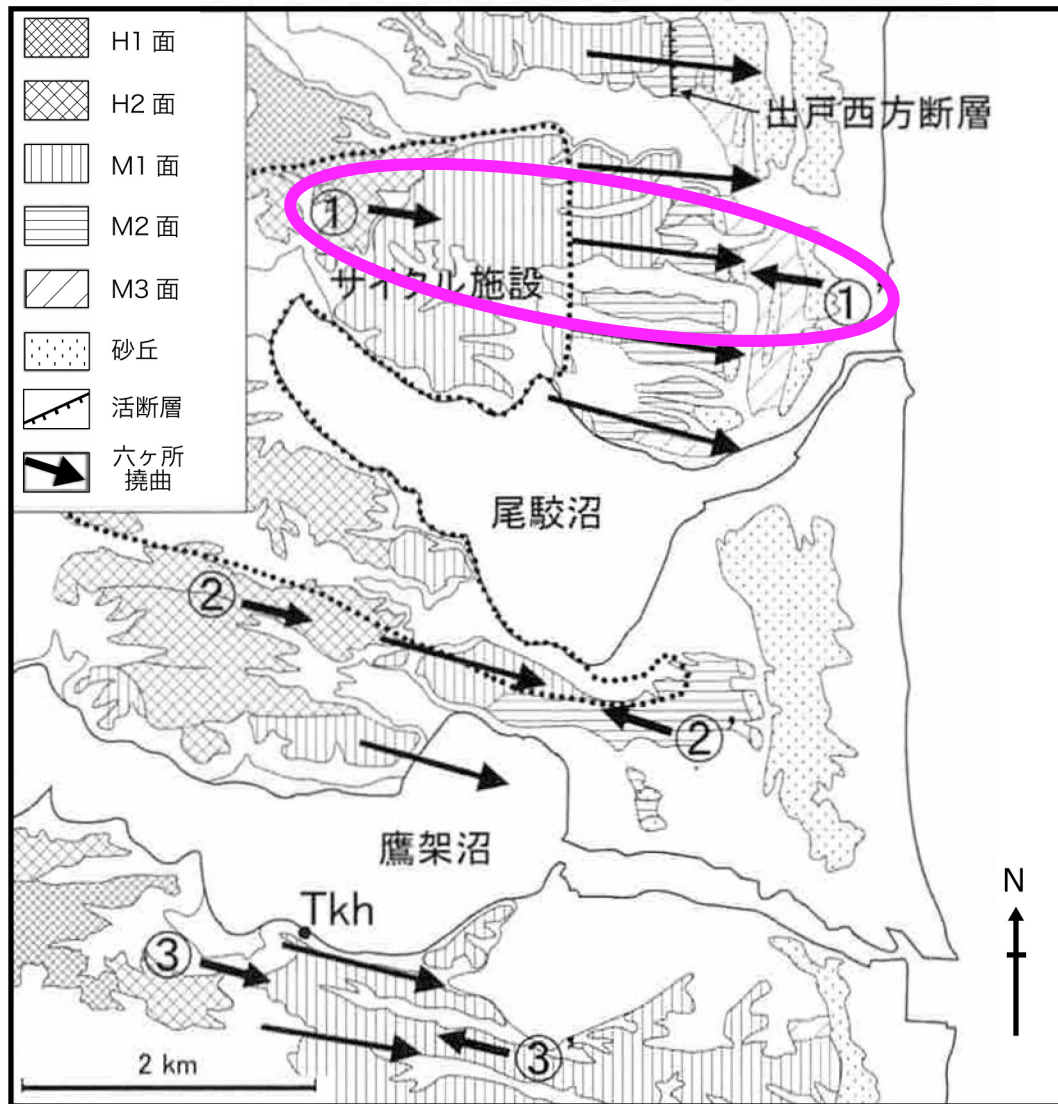 H1 面
H2 面
M1 面
M2 面
M3 面
砂丘
活断層
六ヶ所
撓曲
出戸西方断層
①
サイクル施設
①’
尾駮沼
②
②’
鷹架沼
Tkh
③
③’
2 km
N